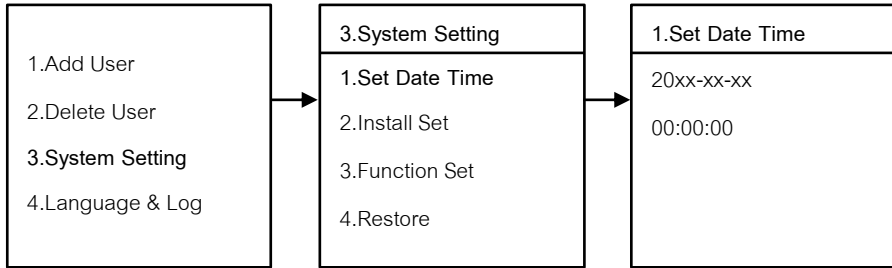 1.Add User
2.Delete User
3.System Setting
4.Language & Log
3.System Setting
1.Set Date Time
2.Install Set
3.Function Set
4.Restore
1.Set Date Time
20xx-xx-xx
00:00:00